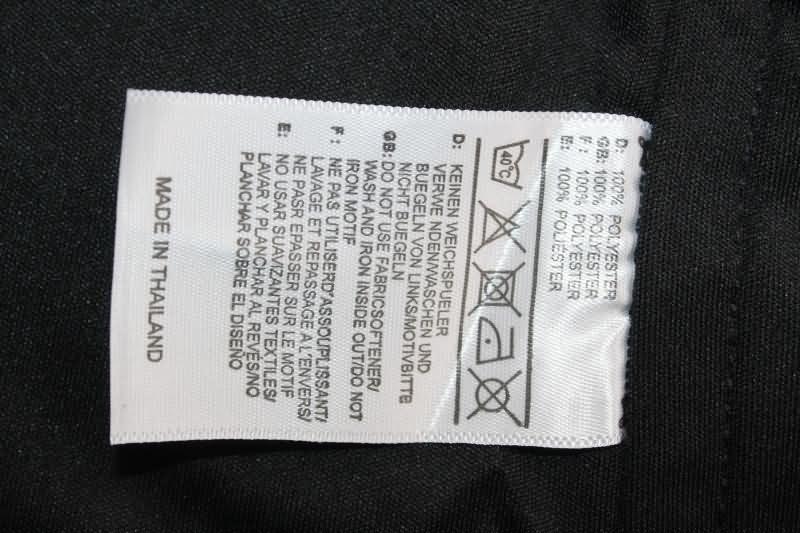 D: 100% POLYESTER
GB: 100% POLYESTER
F: 100% POLYESTER
E: 100% POLIÉSTER
40°C
D: KEINEN WEICHSPUELER
VERWE NDEN/WASCHEN UND
BUEGELN VON LINKS/MOTIVBITTE
NICHT BUEGELN
GB: DO NOT USE FABRICSOFTENER/
WASH AND IRON INSIDE OUT/DO NOT
IRON MOTIF
F: NE PAS UTILISERD'ASSOUPLISSANT/
LAVAGE ET REPASSAGE A L'ENVERS/
NE PASR EPASSER SUR LE MOTIF
E: NO USAR SUAVIZANTES TEXTILES/
LAVAR Y PLANCHAR AL REVÉS/NO
PLANCHAR SOBRE EL DISEÑO
MADE IN THAILAND